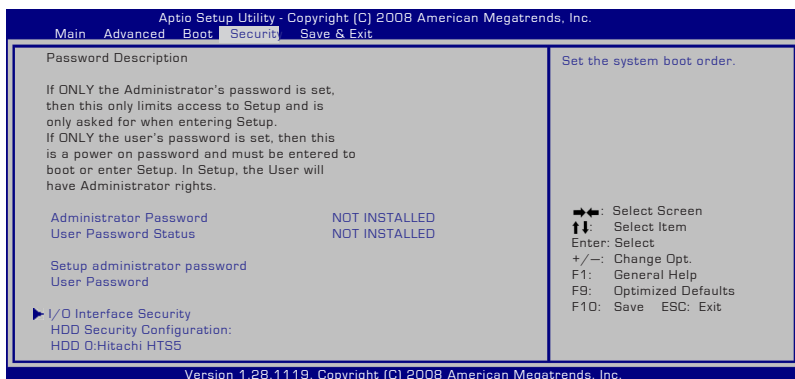 Aptio Setup Utility - Copyright (C) 2008 American Megatrends, Inc.
Main Advanced Boot Security Save & Exit
Password Description
If ONLY the Administrator's password is set,
then this only limits access to Setup and is
only asked for when entering Setup.
If ONLY the user's password is set, then this
is a power on password and must be entered to
boot or enter Setup. In Setup, the User will
have Administrator rights.
Administrator Password NOT INSTALLED
User Password Status NOT INSTALLED
Setup administrator password
User Password
I/O Interface Security
HDD Security Configuration:
HDD 0:Hitachi HTS5
Set the system boot order.
→←: Select Screen
↑↓: Select Item
Enter: Select
+/—: Change Opt.
F1: General Help
F9: Optimized Defaults
F10: Save ESC: Exit
Version 1.28.1119. Copyright (C) 2008 American Megatrends, Inc.